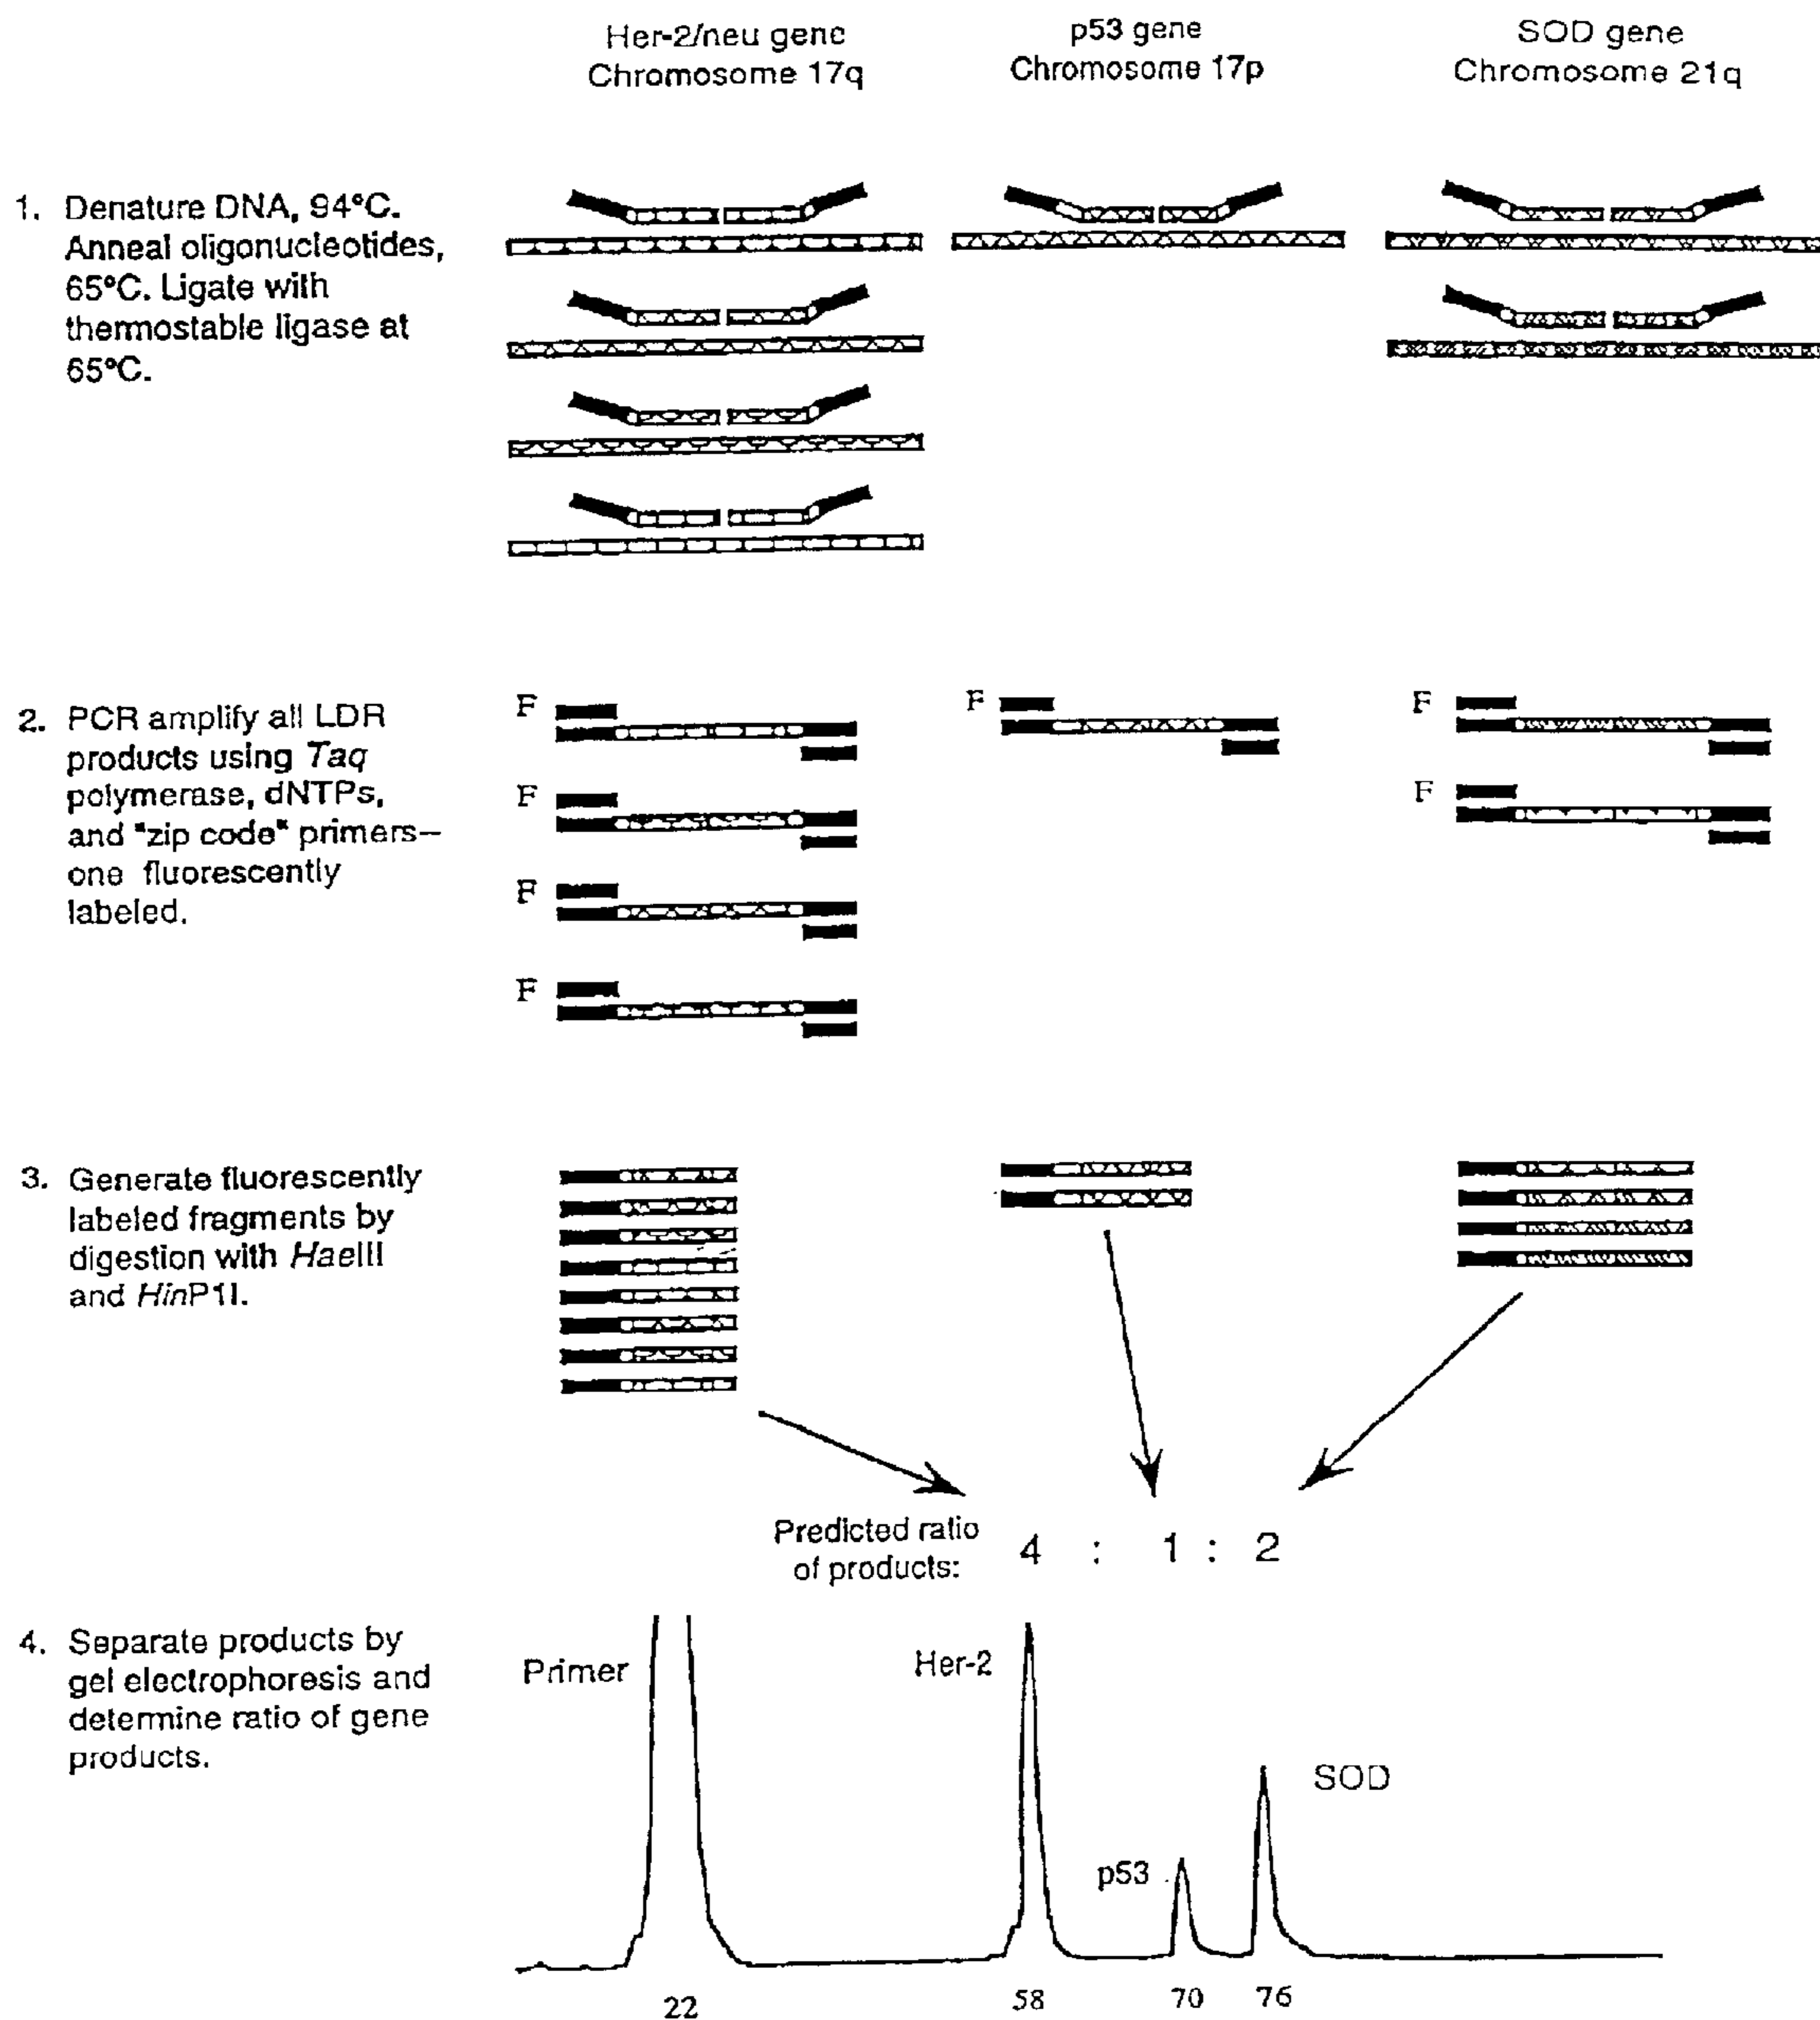 Her-2/neu gene
Chromosome 17q
p53 gene
Chromosome 17p
SOD gene
Chromosome 21q
1. Denature DNA, 94°C.
Anneal oligonucleotides,
65°C. Ligate with
thermostable ligase at
65°C.
2. PCR amplify all LDR
products using Taq
polymerase, dNTPs,
and "zip code" primers–
one fluorescently
labeled.
F
F
F
F
F
F
F
3. Generate fluorescently
labeled fragments by
digestion with HaeIII
and HinP1I.
Predicted ratio
of products:
4 : 1 : 2
4. Separate products by
gel electrophoresis and
determine ratio of gene
products.
Primer
Her-2
p53
SOD
22
58
70
76